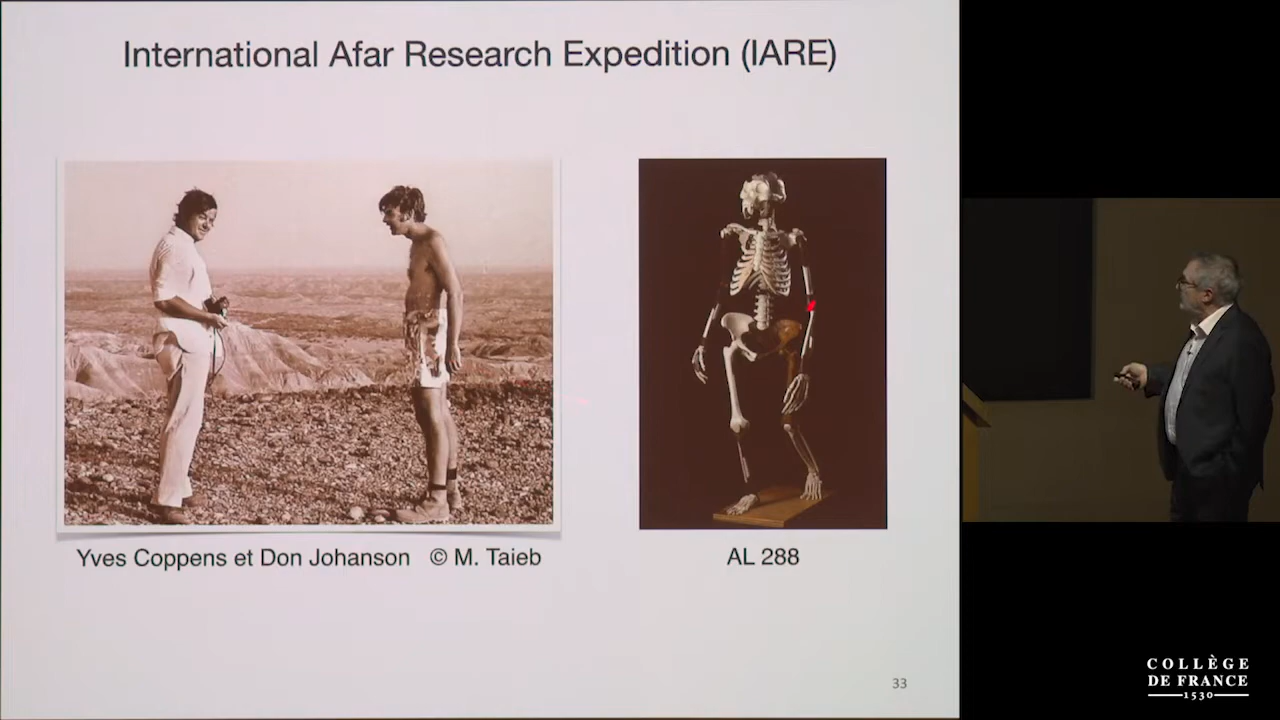 International Afar Research Expedition (IARE)
Yves Coppens et Don Johanson © M. Taieb
AL 288
33
COLLÈGE
DE FRANCE
1530